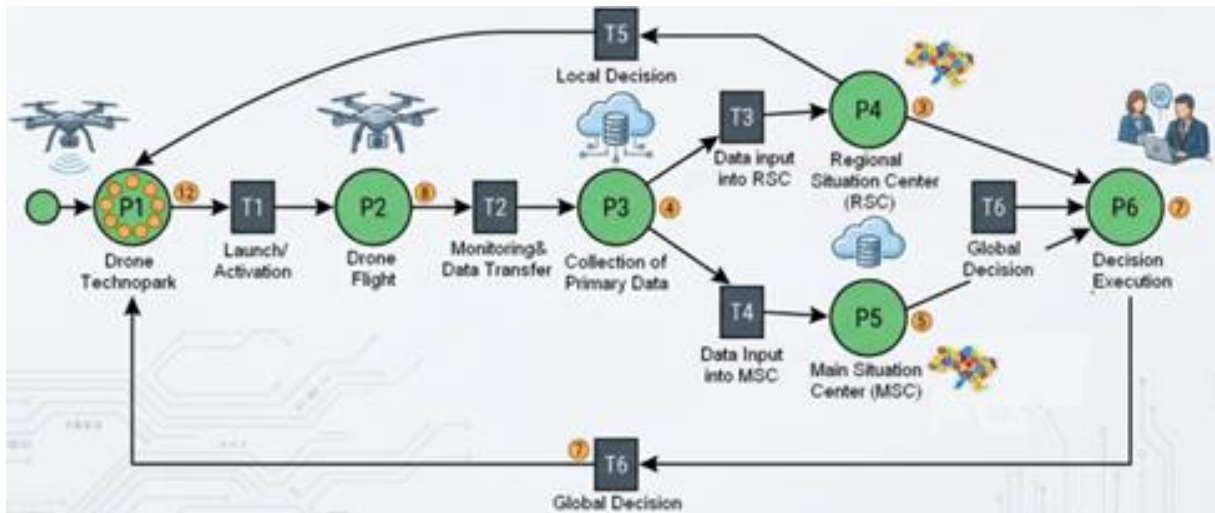 T5
Local Decision
P4
3
T3
Data input
into RSC
Regional
Situation Center
(RSC)
P1
12
T1
P2
8
T2
P3
4
T6
P6
7
Drone
Technopark
Launch/
Activation
Drone
Flight
Monitoring&
Data Transfer
Collection of
Primary Data
Global
Decision
Decision
Execution
T4
P5
5
Data Input
into MSC
Main Situation
Center (MSC)
7
T6
Global Decision